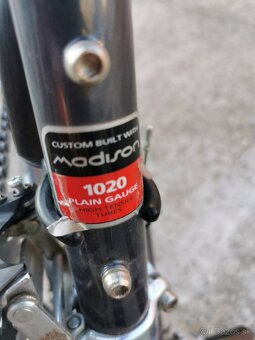 CUSTOM BUILT WITH
madison
1020
PLAIN GAUGE
HIGH TENSILE
TUBES